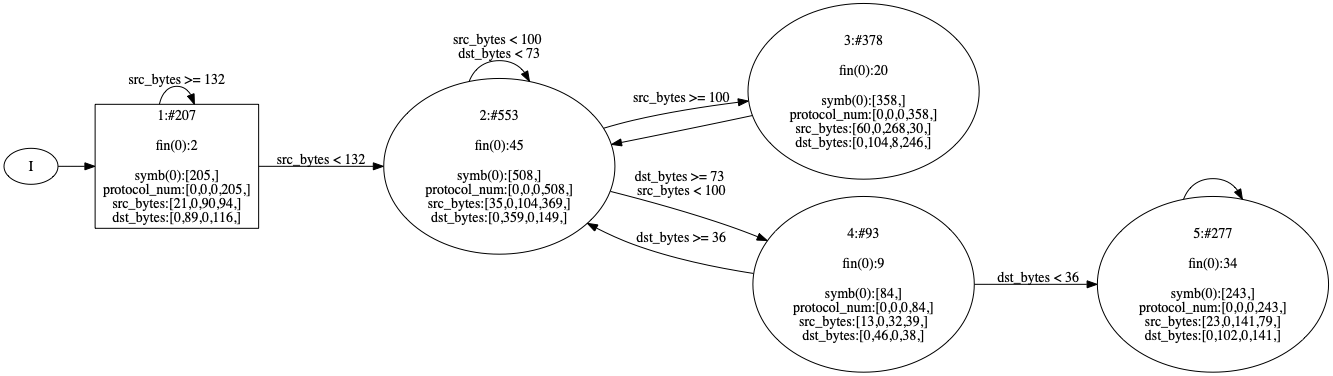 I
src_bytes >= 132
1:#207
fin(0):2
symb(0):[205,]
protocol_num:[0,0,0,205,]
src_bytes:[21,0,90,94,]
dst_bytes:[0,89,0,116,]
src_bytes < 132
src_bytes < 100
dst_bytes < 73
2:#553
fin(0):45
symb(0):[508,]
protocol_num:[0,0,0,508,]
src_bytes:[35,0,104,369,]
dst_bytes:[0,359,0,149,]
src_bytes >= 100
3:#378
fin(0):20
symb(0):[358,]
protocol_num:[0,0,0,358,]
src_bytes:[60,0,268,30,]
dst_bytes:[0,104,8,246,]
dst_bytes >= 73
src_bytes < 100
dst_bytes >= 36
4:#93
fin(0):9
symb(0):[84,]
protocol_num:[0,0,0,84,]
src_bytes:[13,0,32,39,]
dst_bytes:[0,46,0,38,]
dst_bytes < 36
5:#277
fin(0):34
symb(0):[243,]
protocol_num:[0,0,0,243,]
src_bytes:[23,0,141,79,]
dst_bytes:[0,102,0,141,]